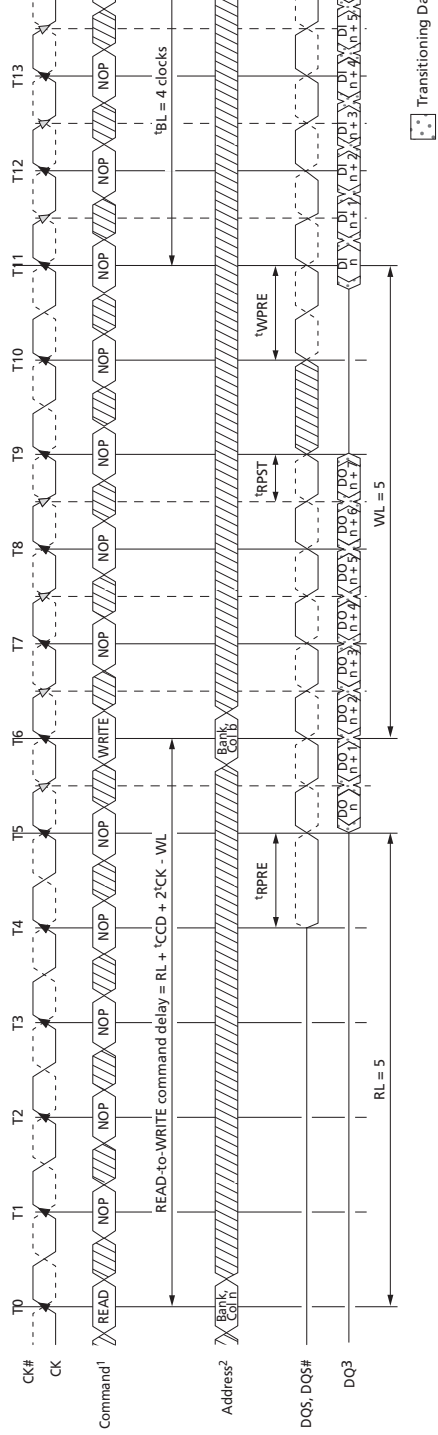 T0 T1 T2 T3 T4 T5 T6 T7 T8 T9 T10 T11 T12 T13
CK#
CK
Command1 READ NOP NOP NOP NOP NOP WRITE NOP NOP NOP NOP NOP NOP NOP
READ-to-WRITE command delay = RL + tCCD + 2tCK - WL
tBL = 4 clocks
Address2 Bank, Col n Bank, Col b
tRPRE tRPST tWPRE
DQS, DQS#
DQ3 DO n DO n + 1 DO n + 2 DO n + 3 DO n + 4 DO n + 5 DO n + 6 DO n + 7 DI n DI n + 1 DI n + 2 DI n + 3 DI n + 4 DI n + 5
RL = 5 WL = 5
Transitioning Da